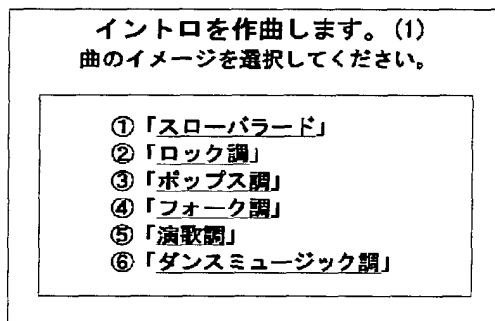 イントロを作曲します。(1)
曲のイメージを選択してください。
①「スローバラード」
②「ロック調」
③「ポップス調」
④「フォーク調」
⑤「演歌調」
⑥「ダンスミュージック調」